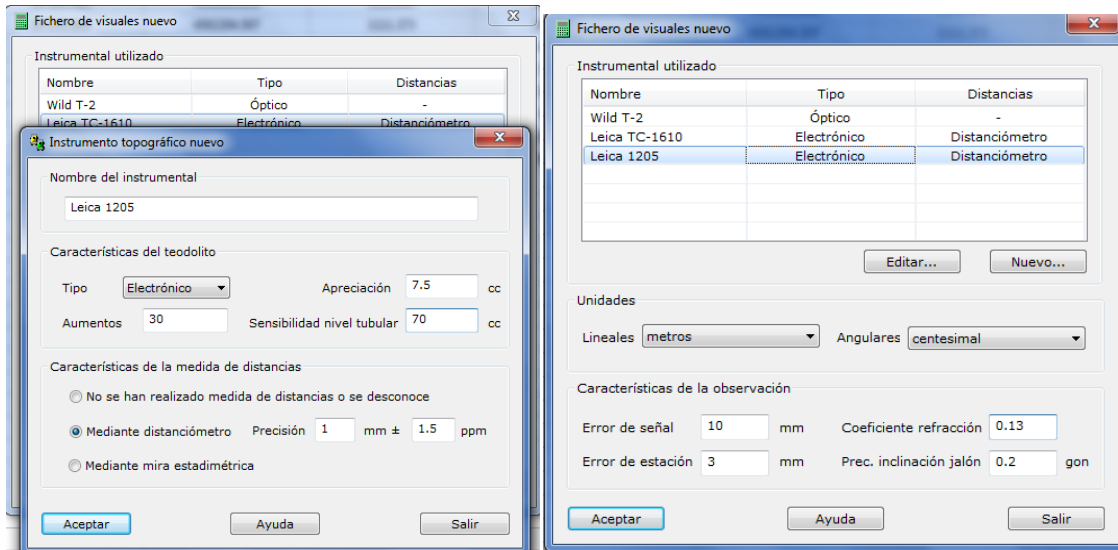 Fichero de visuales nuevo
Instrumental utilizado
Nombre Tipo Distancias
Wild T-2 Óptico -
Leica TC-1610 Electrónico Distanciómetro
Instrumento topográfico nuevo
Nombre del instrumental
Leica 1205
Características del teodolito
Tipo Electrónico Apreciación 7.5 cc
Aumentos 30 Sensibilidad nivel tubular 70 cc
Características de la medida de distancias
No se han realizado medida de distancias o se desconoce
Mediante distanciómetro Precisión 1 mm ± 1.5 ppm
Mediante mira estadimétrica
Aceptar Ayuda Salir
Fichero de visuales nuevo
Instrumental utilizado
Nombre Tipo Distancias
Wild T-2 Óptico -
Leica TC-1610 Electrónico Distanciómetro
Leica 1205 Electrónico Distanciómetro
Editar... Nuevo...
Unidades
Lineales metros Angulares centesimal
Características de la observación
Error de señal 10 mm Coeficiente refracción 0.13
Error de estación 3 mm Prec. inclinación jalón 0.2 gon
Aceptar Ayuda Salir